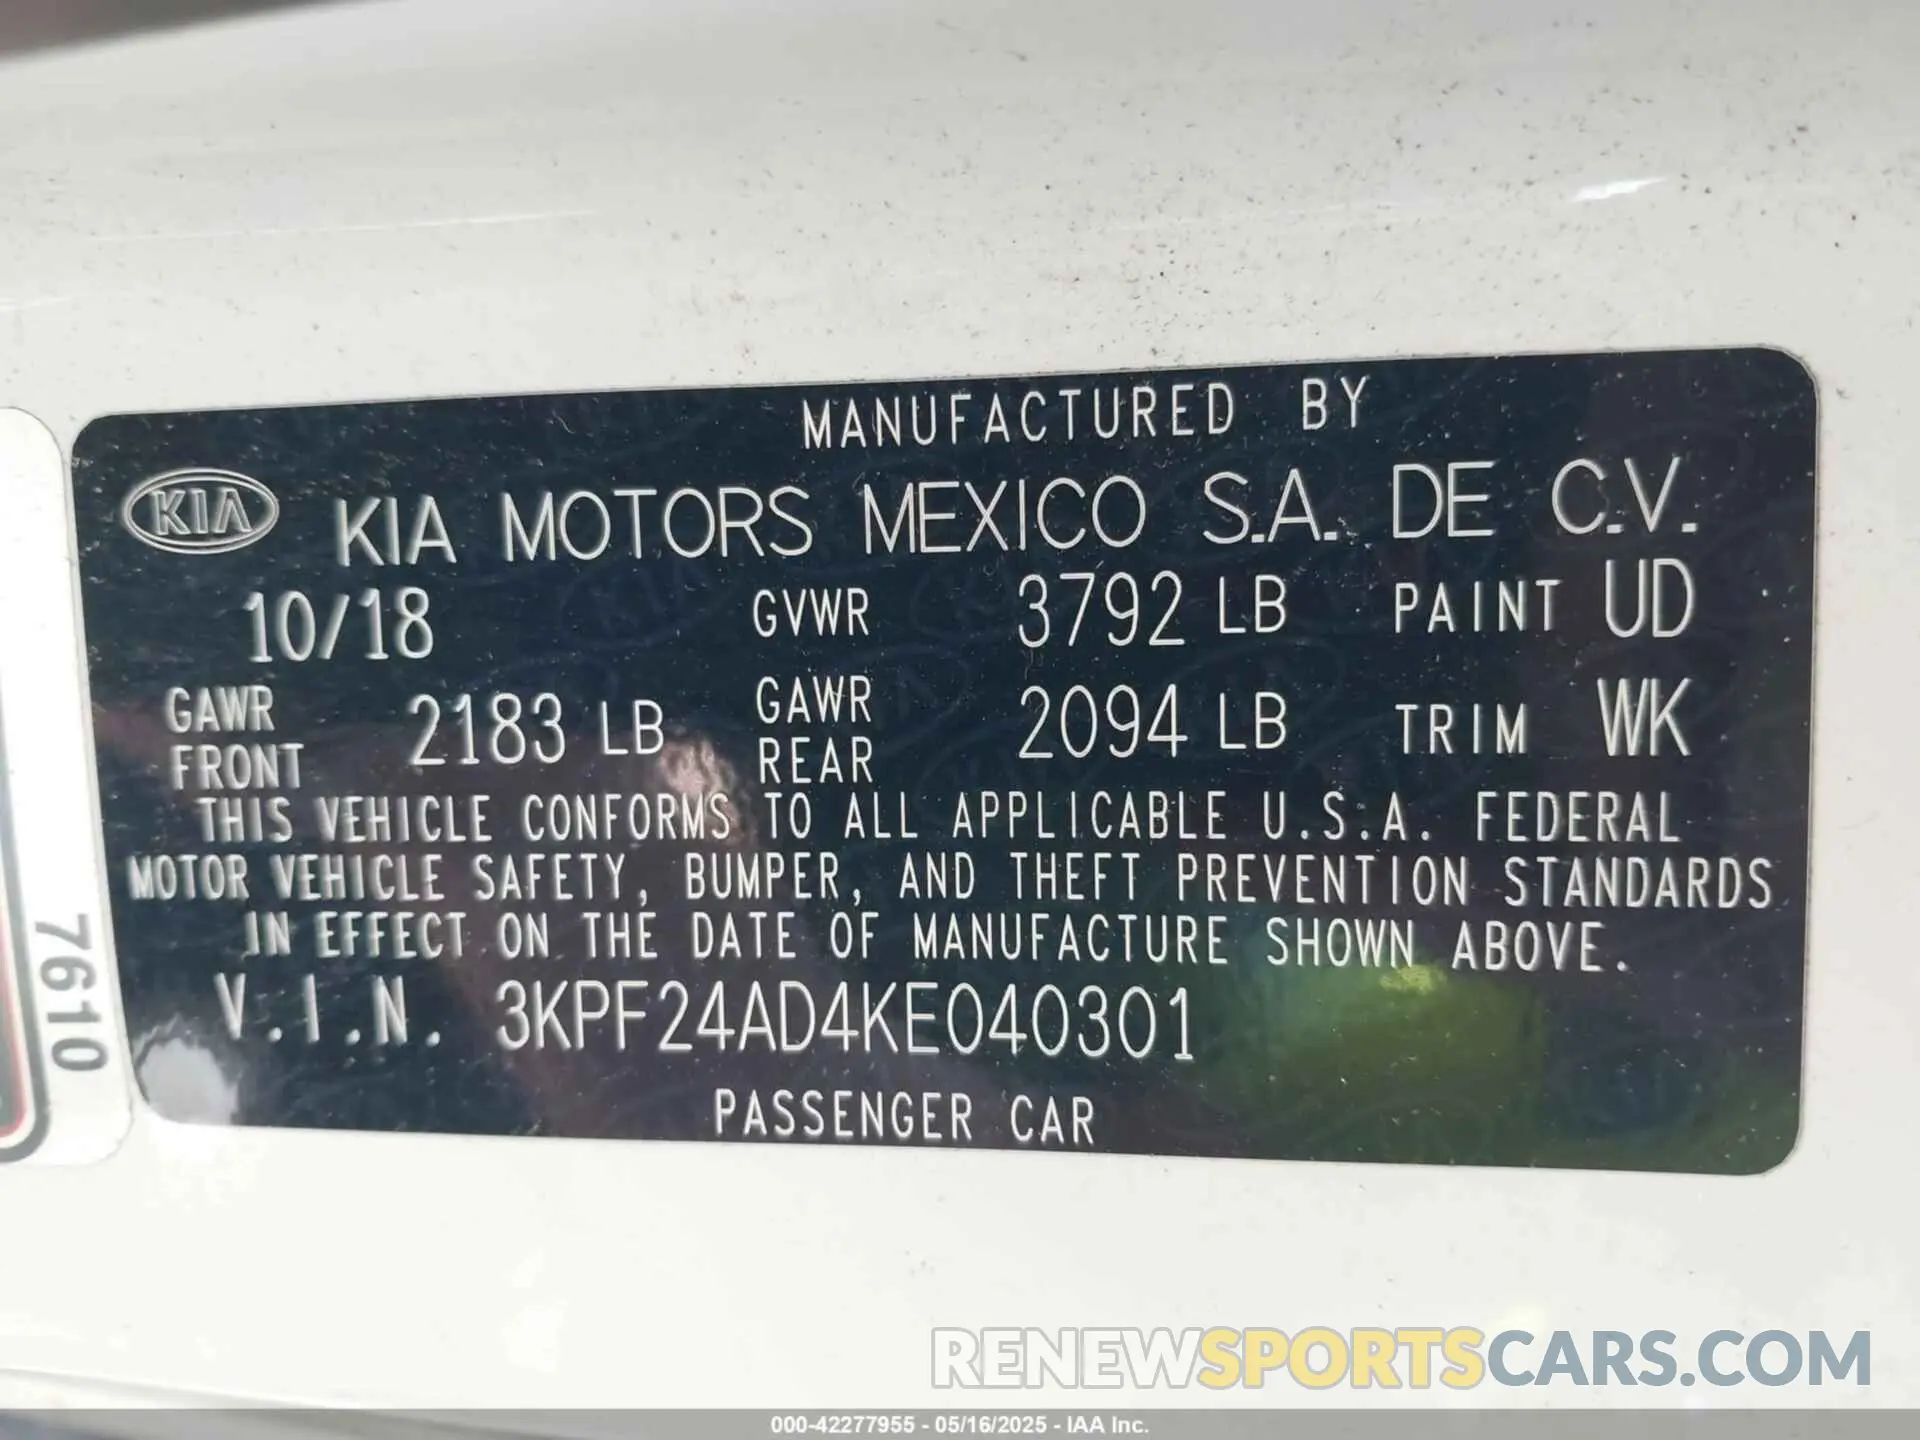 MANUFACTURED BY
KIA KIA MOTORS MEXICO S.A. DE C.V.
10/18 GVWR 3792 LB PAINT UD
GAWR FRONT 2183 LB GAWR REAR 2094 LB TRIM WK
THIS VEHICLE CONFORMS TO ALL APPLICABLE U.S.A. FEDERAL
MOTOR VEHICLE SAFETY, BUMPER, AND THEFT PREVENTION STANDARDS
IN EFFECT ON THE DATE OF MANUFACTURE SHOWN ABOVE.
V.I.N. 3KPF24AD4KE040301
PASSENGER CAR
7610
RENEWSPORTSCARS.COM
000-42277955 - 05/16/2025 - IAA Inc.